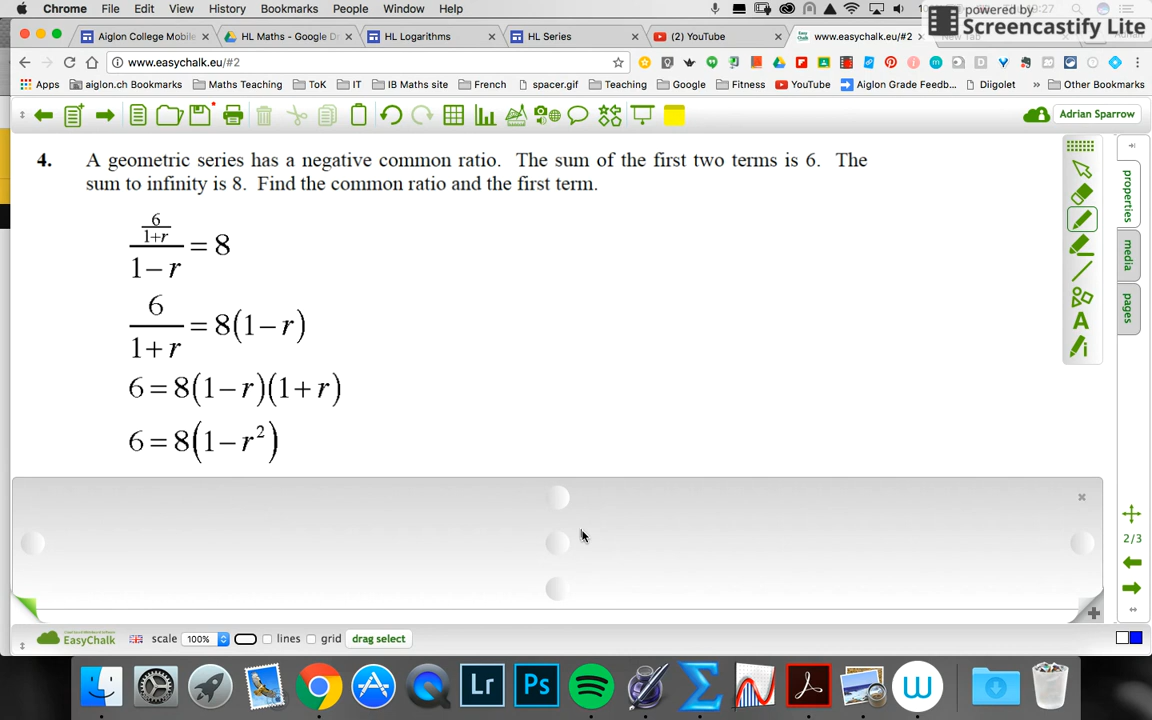 Chrome File Edit View History Bookmarks People Window Help
powered by
Screencastify Lite
Aiglon College Mobile
HL Maths - Google Dr
HL Logarithms
HL Series
(2) YouTube
www.easychalk.eu/#2
New Tab
www.easychalk.eu/#2
Apps aiglon.ch Bookmarks Maths Teaching ToK IT IB Maths site French spacer.gif Teaching Google Fitness YouTube Aiglon Grade Feedb... Diigolet » Other Bookmarks
Adrian Sparrow
4. A geometric series has a negative common ratio. The sum of the first two terms is 6. The
sum to infinity is 8. Find the common ratio and the first term.
6
1+r
1−r
= 8
6
1+r
= 8(1−r)
6=8(1−r)(1+r)
6=8(1−r²)
properties
media
pages
2/3
EasyChalk scale 100% lines grid drag select
Lr Ps